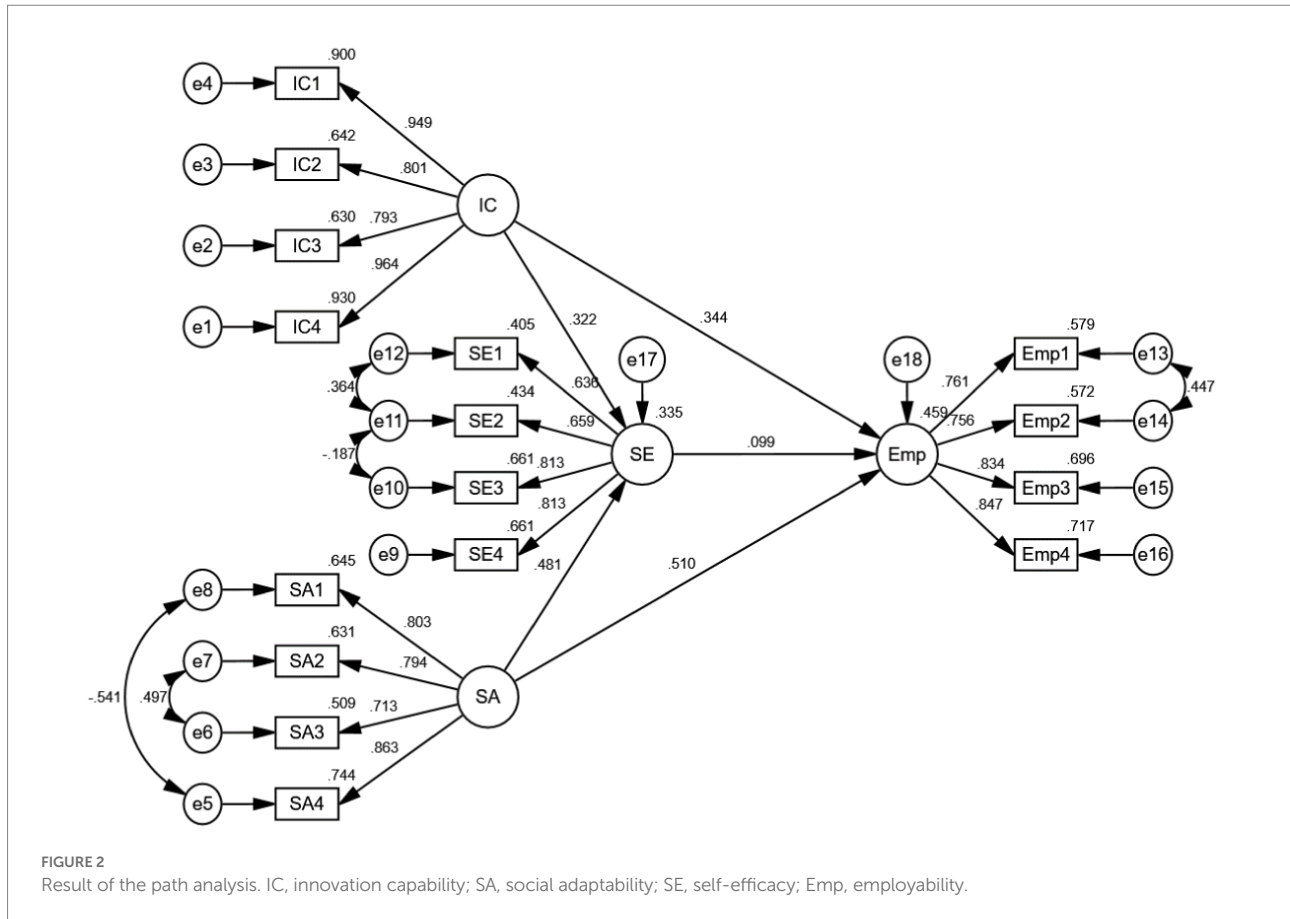 .900
e4 IC1
.949
.642
e3 IC2
.801
IC
.630 .793
e2 IC3
.964
.930
e1 IC4
.322
.344
.405
.579
e12 SE1
e17
e18
Emp1 e13
.636
.761
.364
.434
.335
.459
.756
.572
.447
e11 SE2
Emp2 e14
.659
SE
.099
Emp
-.187
.661 .813
.834 .696
e10 SE3
Emp3 e15
.813
.847
.661
.717
e9 SE4
Emp4 e16
.481
.510
.645
e8 SA1
.803
.631
e7 SA2
.794
-.541 .497
SA
.509 .713
e6 SA3
.863
.744
e5 SA4
FIGURE 2
Result of the path analysis. IC, innovation capability; SA, social adaptability; SE, self-efficacy; Emp, employability.